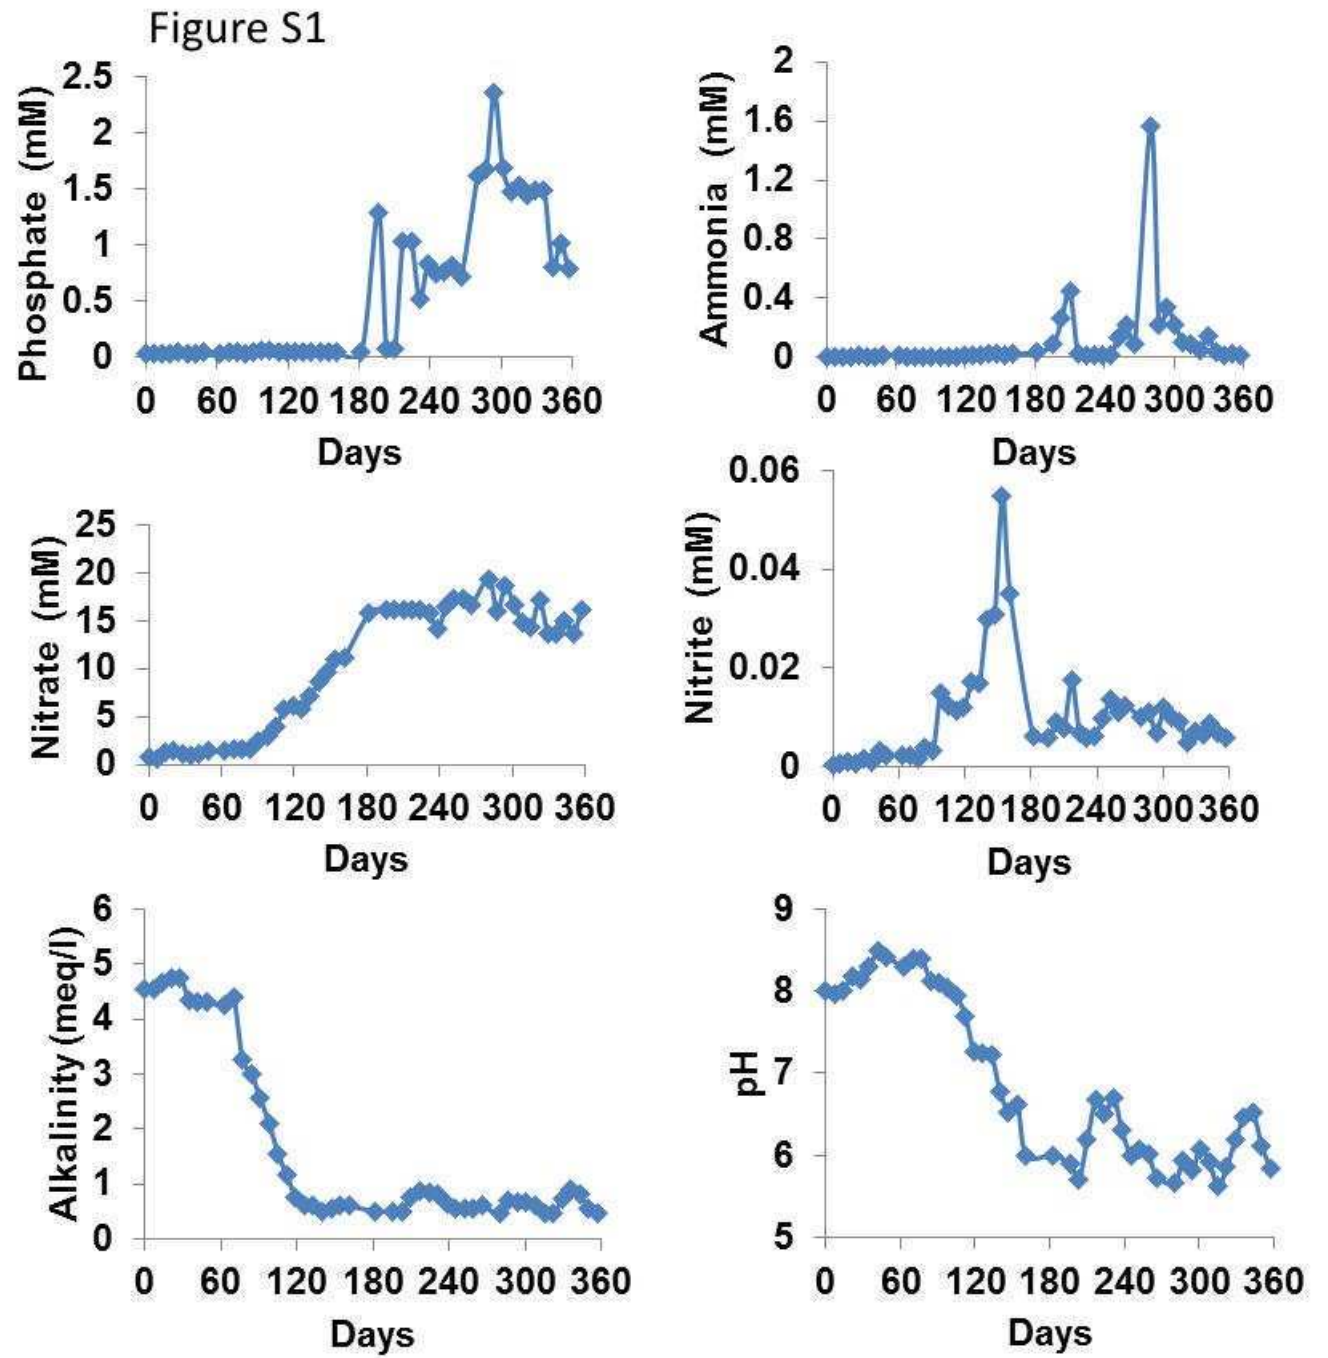 Figure S1
Phosphate (mM)
2.5
2
1.5
1
0.5
0
0 60 120 180 240 300 360
Days
Ammonia (mM)
2
1.6
1.2
0.8
0.4
0
0 60 120 180 240 300 360
Days
Nitrate (mM)
25
20
15
10
5
0
0 60 120 180 240 300 360
Days
Nitrite (mM)
0.06
0.04
0.02
0
0 60 120 180 240 300 360
Days
Alkalinity (meq/l)
6
5
4
3
2
1
0
0 60 120 180 240 300 360
Days
pH
9
8
7
6
5
0 60 120 180 240 300 360
Days